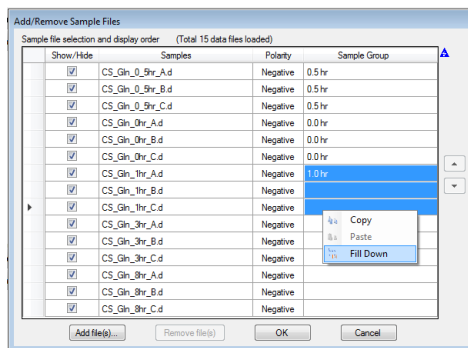 Add/Remove Sample Files
Sample file selection and display order (Total 15 data files loaded)
Show/Hide Samples Polarity Sample Group
CS_Gln_0_5hr_A.d Negative 0.5 hr
CS_Gln_0_5hr_B.d Negative 0.5 hr
CS_Gln_0_5hr_C.d Negative 0.5 hr
CS_Gln_0hr_A.d Negative 0.0 hr
CS_Gln_0hr_B.d Negative 0.0 hr
CS_Gln_0hr_C.d Negative 0.0 hr
CS_Gln_1hr_A.d Negative 1.0 hr
CS_Gln_1hr_B.d Negative
CS_Gln_1hr_C.d Negative
CS_Gln_3hr_A.d Negative
CS_Gln_3hr_B.d Negative
CS_Gln_3hr_C.d Negative
CS_Gln_8hr_A.d Negative
CS_Gln_8hr_B.d Negative
CS_Gln_8hr_C.d Negative
Copy
Paste
Fill Down
Add file(s)... Remove file(s) OK Cancel